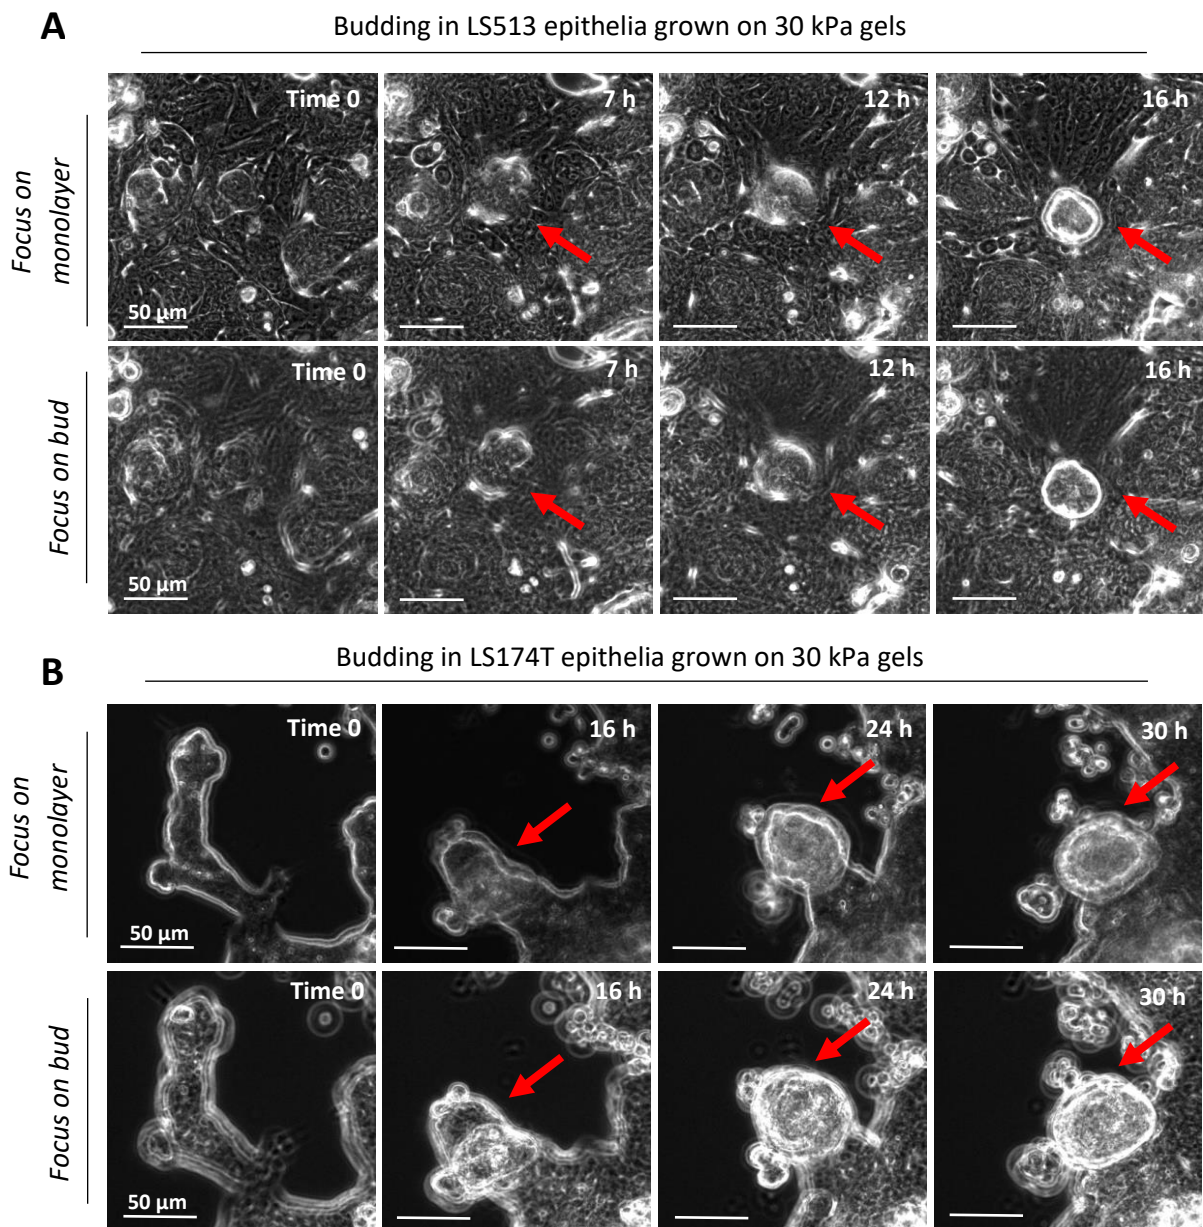 A
Budding in LS513 epithelia grown on 30 kPa gels
Focus on
monolayer
Time 0
7 h
12 h
16 h
50 µm
Focus on bud
Time 0
7 h
12 h
16 h
50 µm
B
Budding in LS174T epithelia grown on 30 kPa gels
Focus on
monolayer
Time 0
16 h
24 h
30 h
50 µm
Focus on bud
Time 0
16 h
24 h
30 h
50 µm